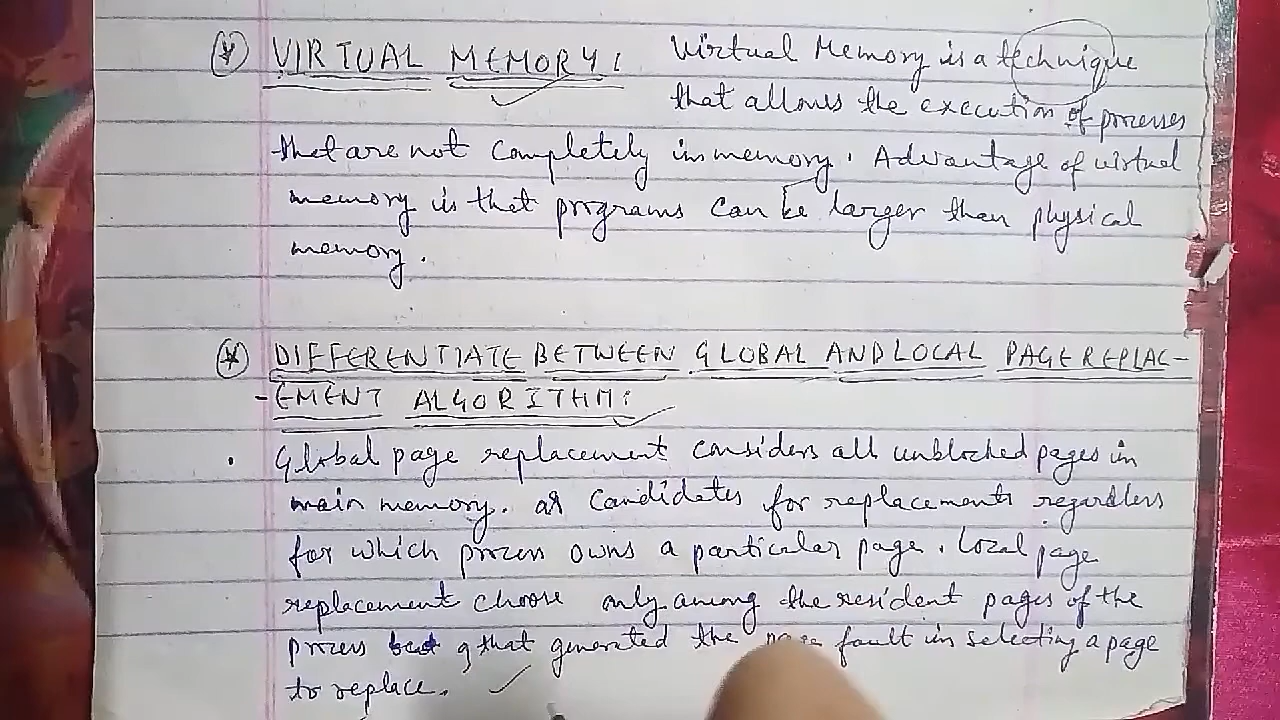 VIRTUAL MEMORY: Virtual Memory is a technique
that allows the execution of processes
that are not completely in memory. Advantage of virtual
memory is that programs can be larger than physical
memory.
DIFFERENTIATE BETWEEN GLOBAL AND LOCAL PAGE REPLAC-
-EMENT ALGORITHM:
. Global page replacement considers all unblocked pages in
main memory. as candidates for replacements regardless
for which process owns a particular page. Local page
replacement choose only among the resident pages of the
process that generated the page fault in selecting a page
to replace.